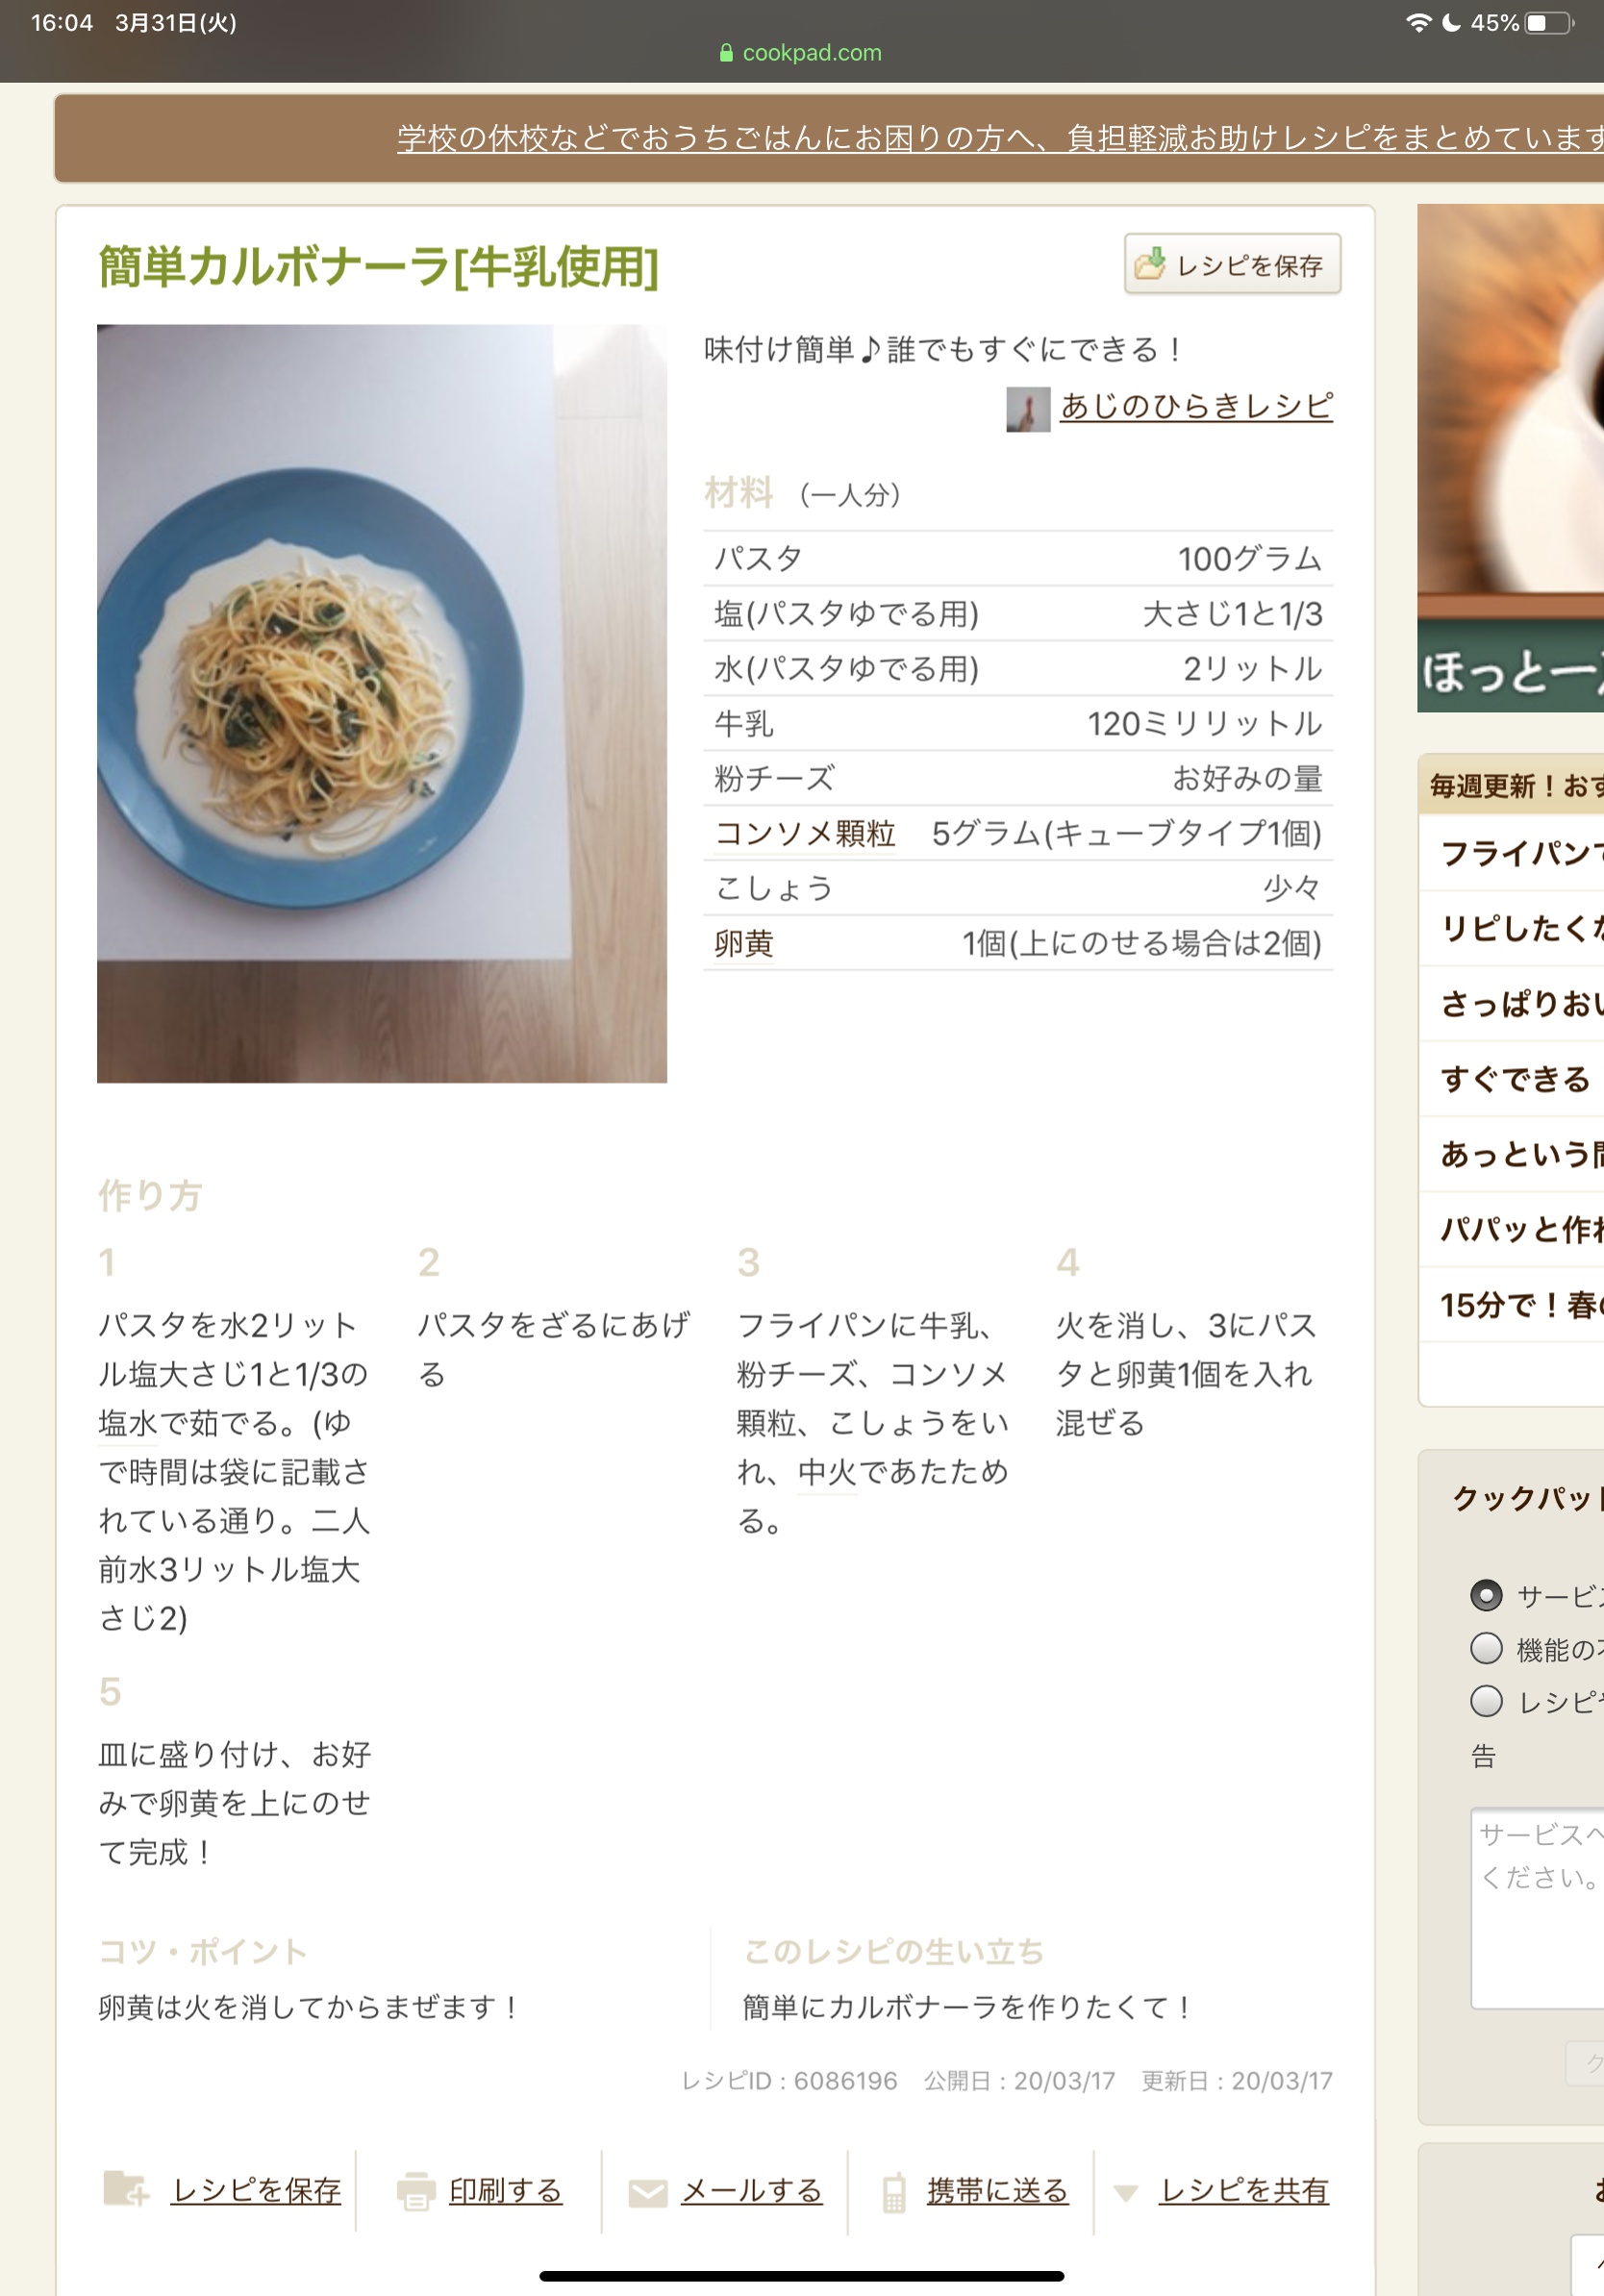 16:04 3月31日(火)
45%
cookpad.com
学校の休校などでおうちごはんにお困りの方へ、負担軽減お助けレシピをまとめています
簡単カルボナーラ[牛乳使用]
レシピを保存
味付け簡単♪誰でもすぐにできる！
あじのひらきレシピ
材料 （一人分）
パスタ 100グラム
塩(パスタゆでる用) 大さじ1と1/3
水(パスタゆでる用) 2リットル
牛乳 120ミリリットル
粉チーズ お好みの量
コンソメ顆粒 5グラム(キューブタイプ1個)
こしょう 少々
卵黄 1個(上にのせる場合は2個)
作り方
1
パスタを水2リット
ル塩大さじ1と1/3の
塩水で茹でる。(ゆ
で時間は袋に記載さ
れている通り。二人
前水3リットル塩大
さじ2)
2
パスタをざるにあげ
る
3
フライパンに牛乳、
粉チーズ、コンソメ
顆粒、こしょうをい
れ、中火であたため
る。
4
火を消し、3にパス
タと卵黄1個を入れ
混ぜる
5
皿に盛り付け、お好
みで卵黄を上にのせ
て完成！
コツ・ポイント
卵黄は火を消してからまぜます！
このレシピの生い立ち
簡単にカルボナーラを作りたくて！
レシピID : 6086196 公開日 : 20/03/17 更新日 : 20/03/17
レシピを保存
印刷する
メールする
携帯に送る
レシピを共有
ほっと一
毎週更新！おす
フライパンで
リピしたくな
さっぱりおい
すぐできる
あっという間
パパッと作れ
15分で！春の
クックパッド
サービス
機能の
レシピ
告
サービスへ
ください。